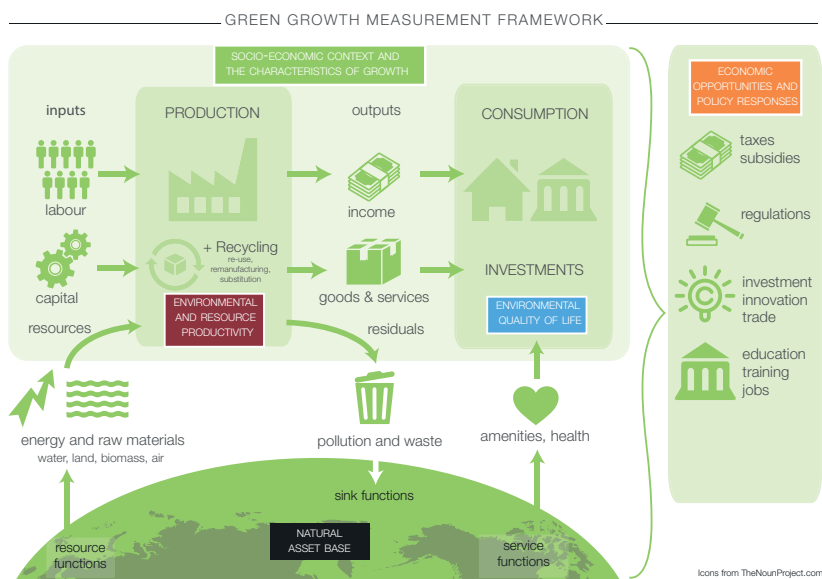 GREEN GROWTH MEASUREMENT FRAMEWORK
SOCIO-ECONOMIC CONTEXT AND
THE CHARACTERISTICS OF GROWTH
inputs
PRODUCTION
outputs
CONSUMPTION
labour
income
+ Recycling
re-use,
remanufacturing,
substitution
capital
goods & services
INVESTMENTS
resources
ENVIRONMENTAL
AND RESOURCE
PRODUCTIVITY
residuals
ENVIRONMENTAL
QUALITY OF LIFE
energy and raw materials
water, land, biomass, air
pollution and waste
amenities, health
sink functions
resource
functions
NATURAL
ASSET BASE
service
functions
ECONOMIC
OPPORTUNITIES AND
POLICY RESPONSES
taxes
subsidies
regulations
C
investment
innovation
trade
education
training
jobs
Icons from TheNounProject.com